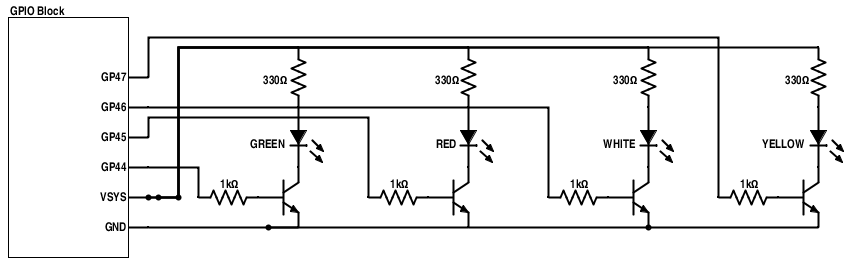 GPIO Block
GP47
330Ω
330Ω
330Ω
330Ω
GP46
GP45
GREEN
RED
WHITE
YELLOW
GP44
1kΩ
1kΩ
1kΩ
1kΩ
VSYS
GND